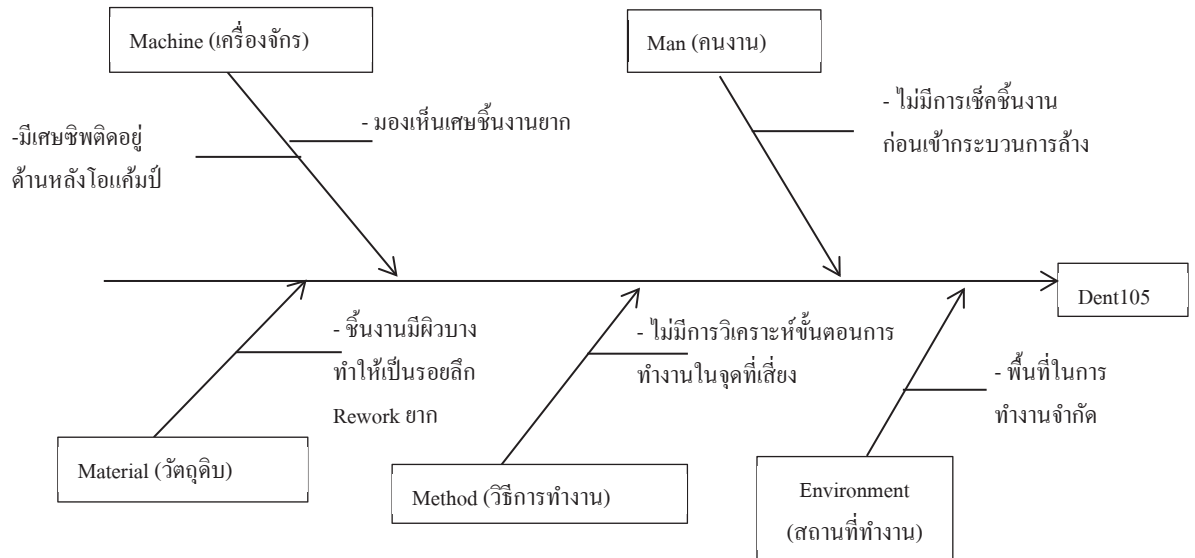 Machine (เครื่องจักร)
Man (คนงาน)
-มีเศษชิพติดอยู่
ด้านหลังโอแค้มป์
- มองเห็นเศษชิ้นงานยาก
- ไม่มีการเช็คชิ้นงาน
ก่อนเข้ากระบวนการล้าง
Dent105
- ชิ้นงานมีผิวบาง
ทำให้เป็นรอยลึก
Rework ยาก
- ไม่มีการวิเคราะห์ขั้นตอนการ
ทำงานในจุดที่เสี่ยง
- พื้นที่ในการ
ทำงานจำกัด
Material (วัตถุดิบ)
Method (วิธีการทำงาน)
Environment
(สถานที่ทำงาน)